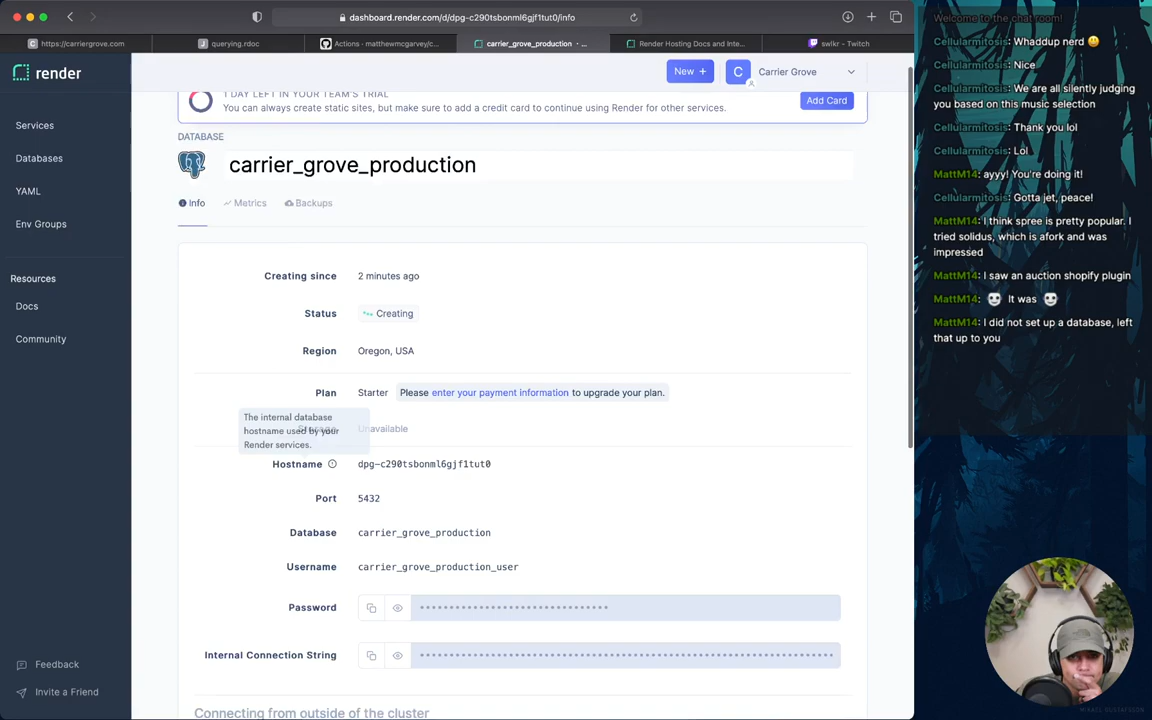 dashboard.render.com/d/dpg-c290tsbonml6gjf1tut0/info
https://carriergrove.com
querying.rdoc
Actions · matthewmcgarvey/c...
carrier_grove_production · ...
Render Hosting Docs and Inte...
swlkr - Twitch
render
New +
C
Carrier Grove
1 DAY LEFT IN YOUR TEAM'S TRIAL
You can always create static sites, but make sure to add a credit card to continue using Render for other services.
Add Card
Services
Databases
YAML
Env Groups
Resources
Docs
Community
Feedback
Invite a Friend
DATABASE
carrier_grove_production
Info
Metrics
Backups
Creating since
2 minutes ago
Status
Creating
Region
Oregon, USA
Plan
Starter
Please enter your payment information to upgrade your plan.
The internal database
hostname used by your
Render services.
Storage
Unavailable
Hostname
dpg-c290tsbonml6gjf1tut0
Port
5432
Database
carrier_grove_production
Username
carrier_grove_production_user
Password
Internal Connection String
Connecting from outside of the cluster
Welcome to the chat room!
Cellularmitosis: Whaddup nerd
Cellularmitosis: Nice
Cellularmitosis: We are all silently judging
you based on this music selection
Cellularmitosis: Thank you lol
Cellularmitosis: Lol
MattM14: ayyy! You're doing it!
Cellularmitosis: Gotta jet, peace!
MattM14: I think spree is pretty popular. I
tried solidus, which is afork and was
impressed
MattM14: I saw an auction shopify plugin
MattM14: It was
MattM14: I did not set up a database, left
that up to you
MIKAEL GUSTAFSSON